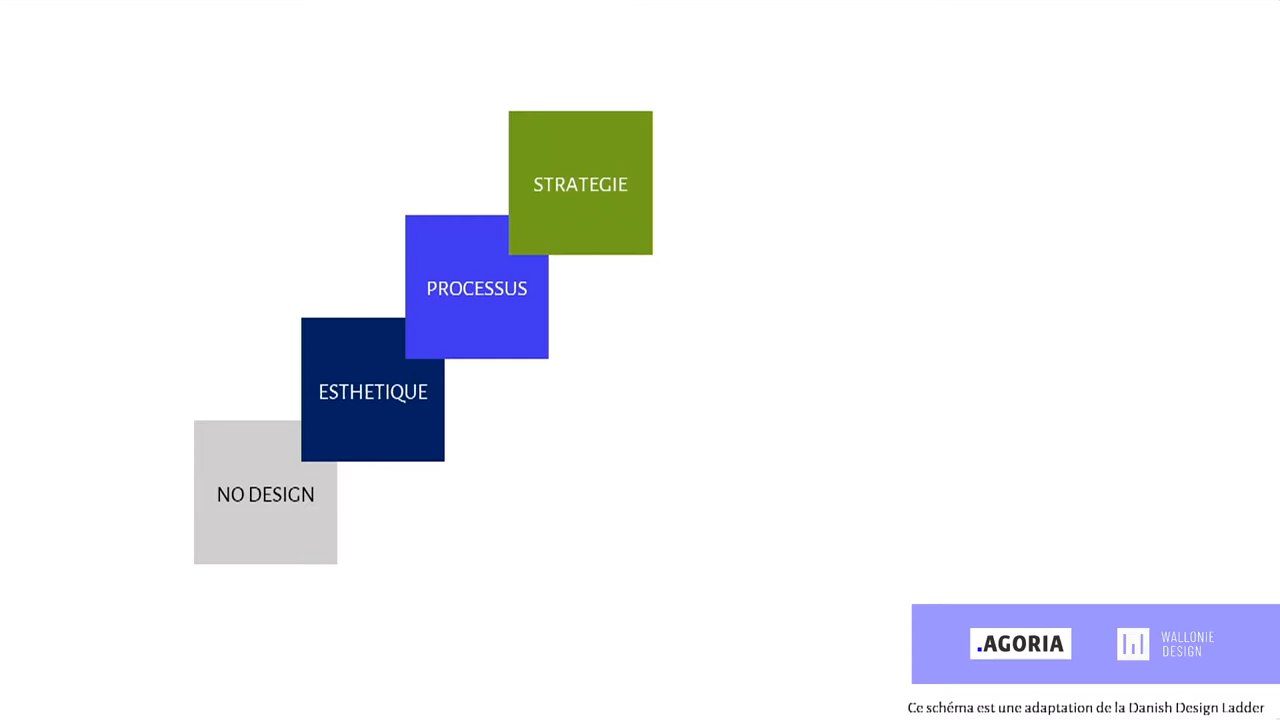 STRATEGIE
PROCESSUS
ESTHETIQUE
NO DESIGN
.AGORIA
WALLONIE
DESIGN
Ce schéma est une adaptation de la Danish Design Ladder